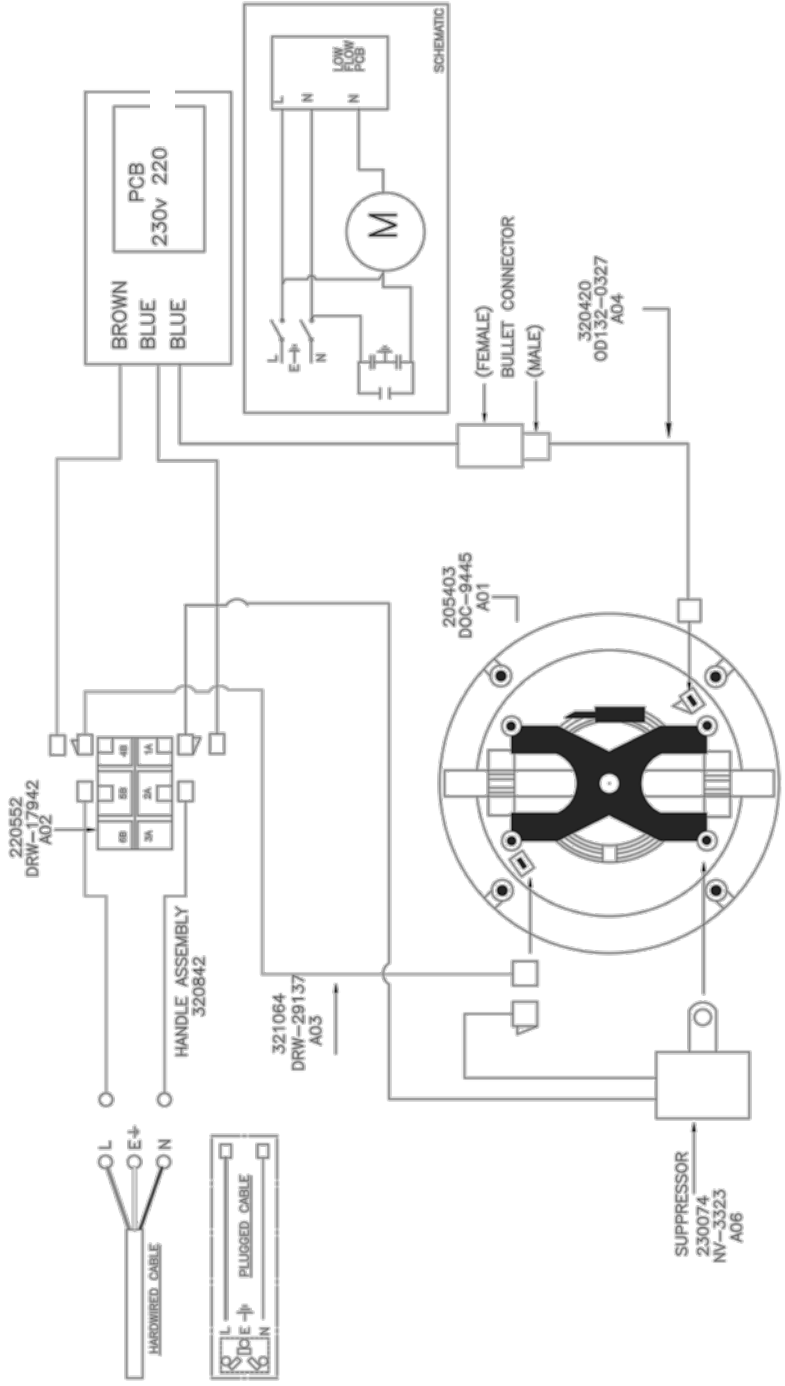 220552
DRW-17942
A02
6B
5B
4B
3A
2A
1A
BROWN
BLUE
BLUE
PCB
230v 220
HANDLE ASSEMBLY
320842
L
E
N
HARDWIRED CABLE
L
E
N
PLUGGED CABLE
L
E
N
M
L
N
N
LOW
FLOW
PCB
SCHEMATIC
321064
DRW-29137
A03
205403
DOC-9445
A01
(FEMALE)
BULLET CONNECTOR
(MALE)
320420
OD132-0327
A04
SUPPRESSOR
230074
NV-3323
A06